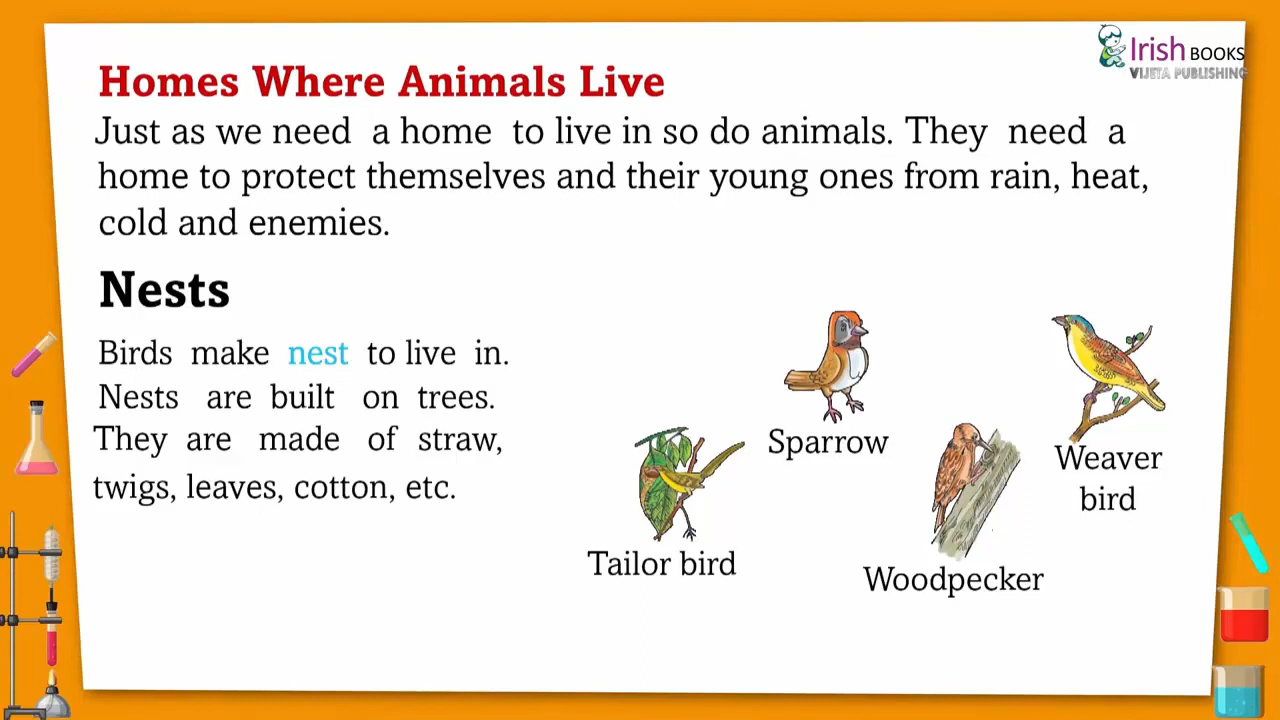 Irish BOOKS
VIJETA PUBLISHING
Homes Where Animals Live
Just as we need a home to live in so do animals. They need a
home to protect themselves and their young ones from rain, heat,
cold and enemies.
Nests
Birds make nest to live in.
Nests are built on trees.
They are made of straw,
twigs, leaves, cotton, etc.
Sparrow
Weaver
bird
Tailor bird
Woodpecker